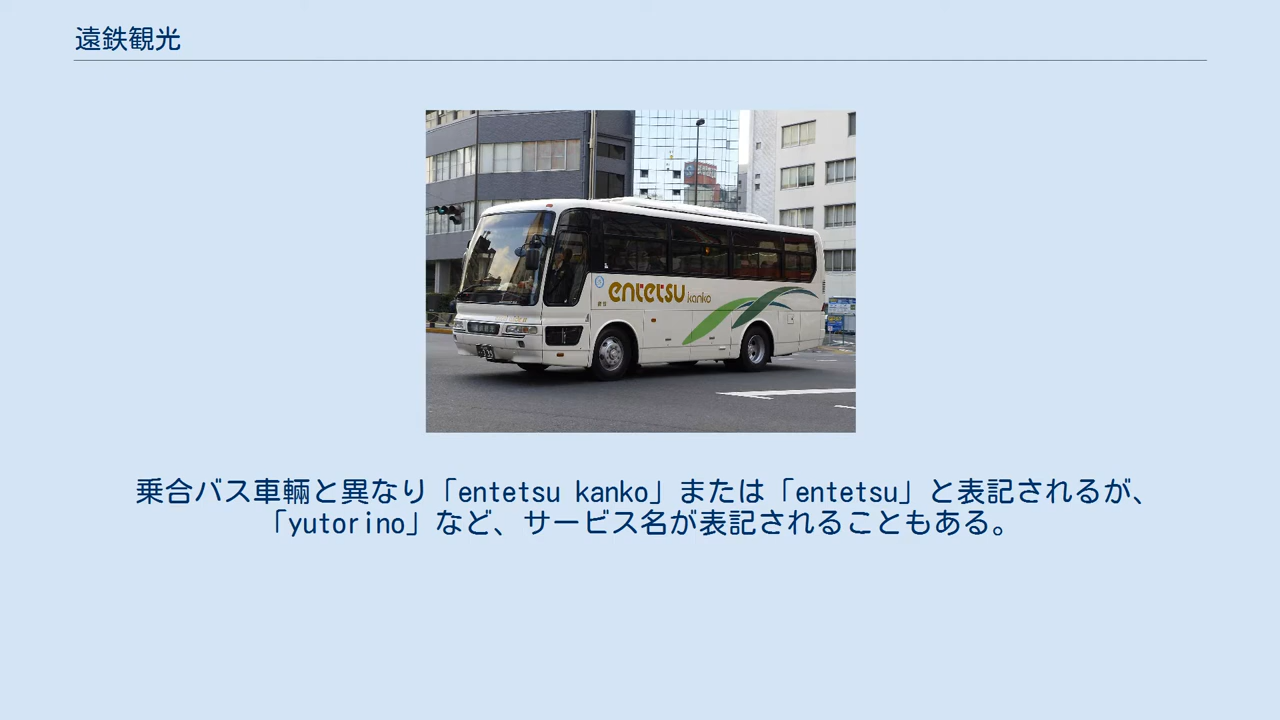 遠鉄観光
entetsu kanko
乗合バス車輛と異なり「entetsu kanko」または「entetsu」と表記されるが、
「yutorino」など、サービス名が表記されることもある。